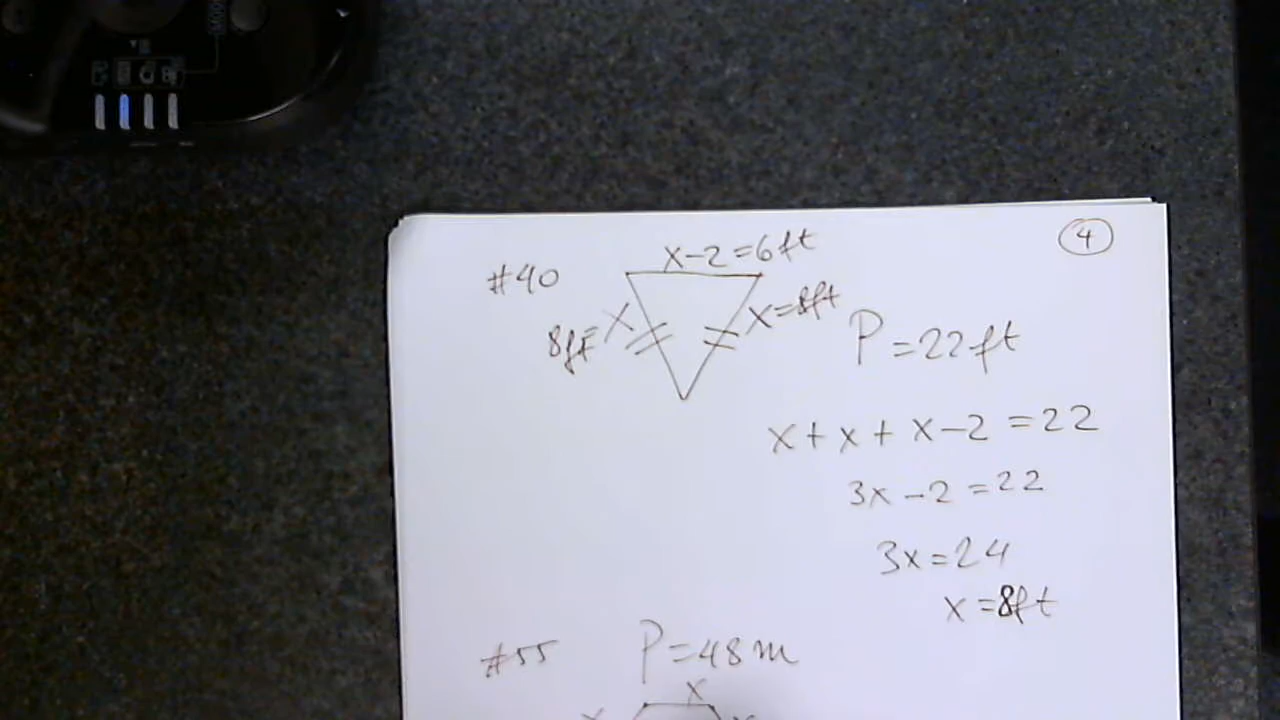 4
#40
x-2=6ft
8ft=x
x=8ft
P=22ft
x+x+x-2=22
3x-2=22
3x=24
x=8ft
#55 P=48m
x
x x